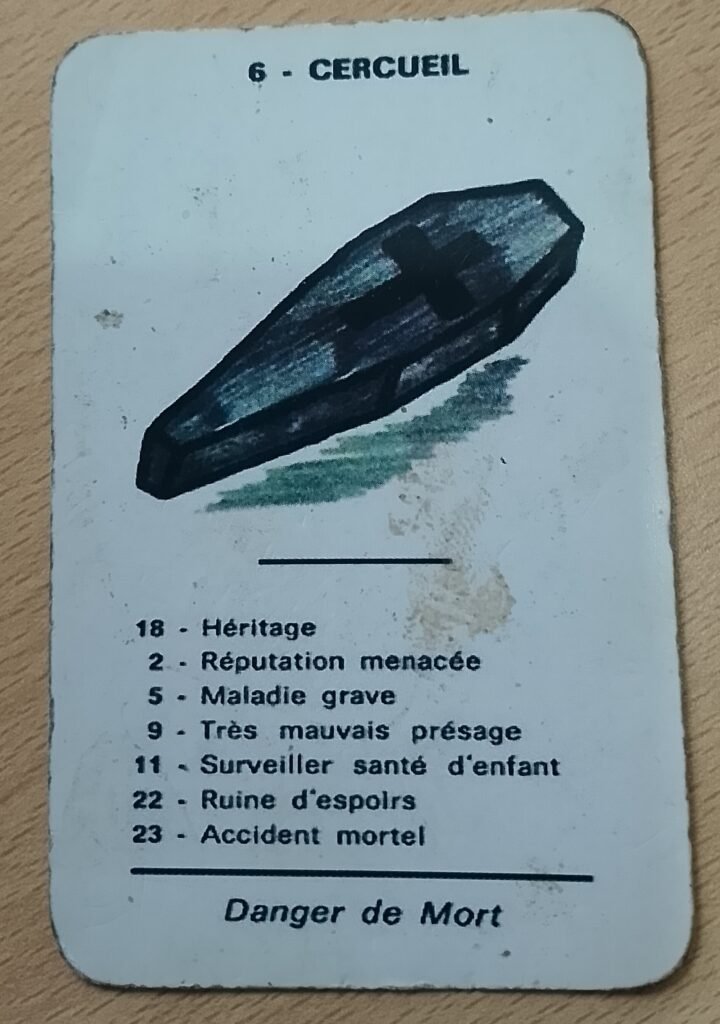 6 - CERCUEIL
18 - Héritage
2 - Réputation menacée
5 - Maladie grave
9 - Très mauvais présage
11 - Surveiller santé d'enfant
22 - Ruine d'espoirs
23 - Accident mortel
Danger de Mort